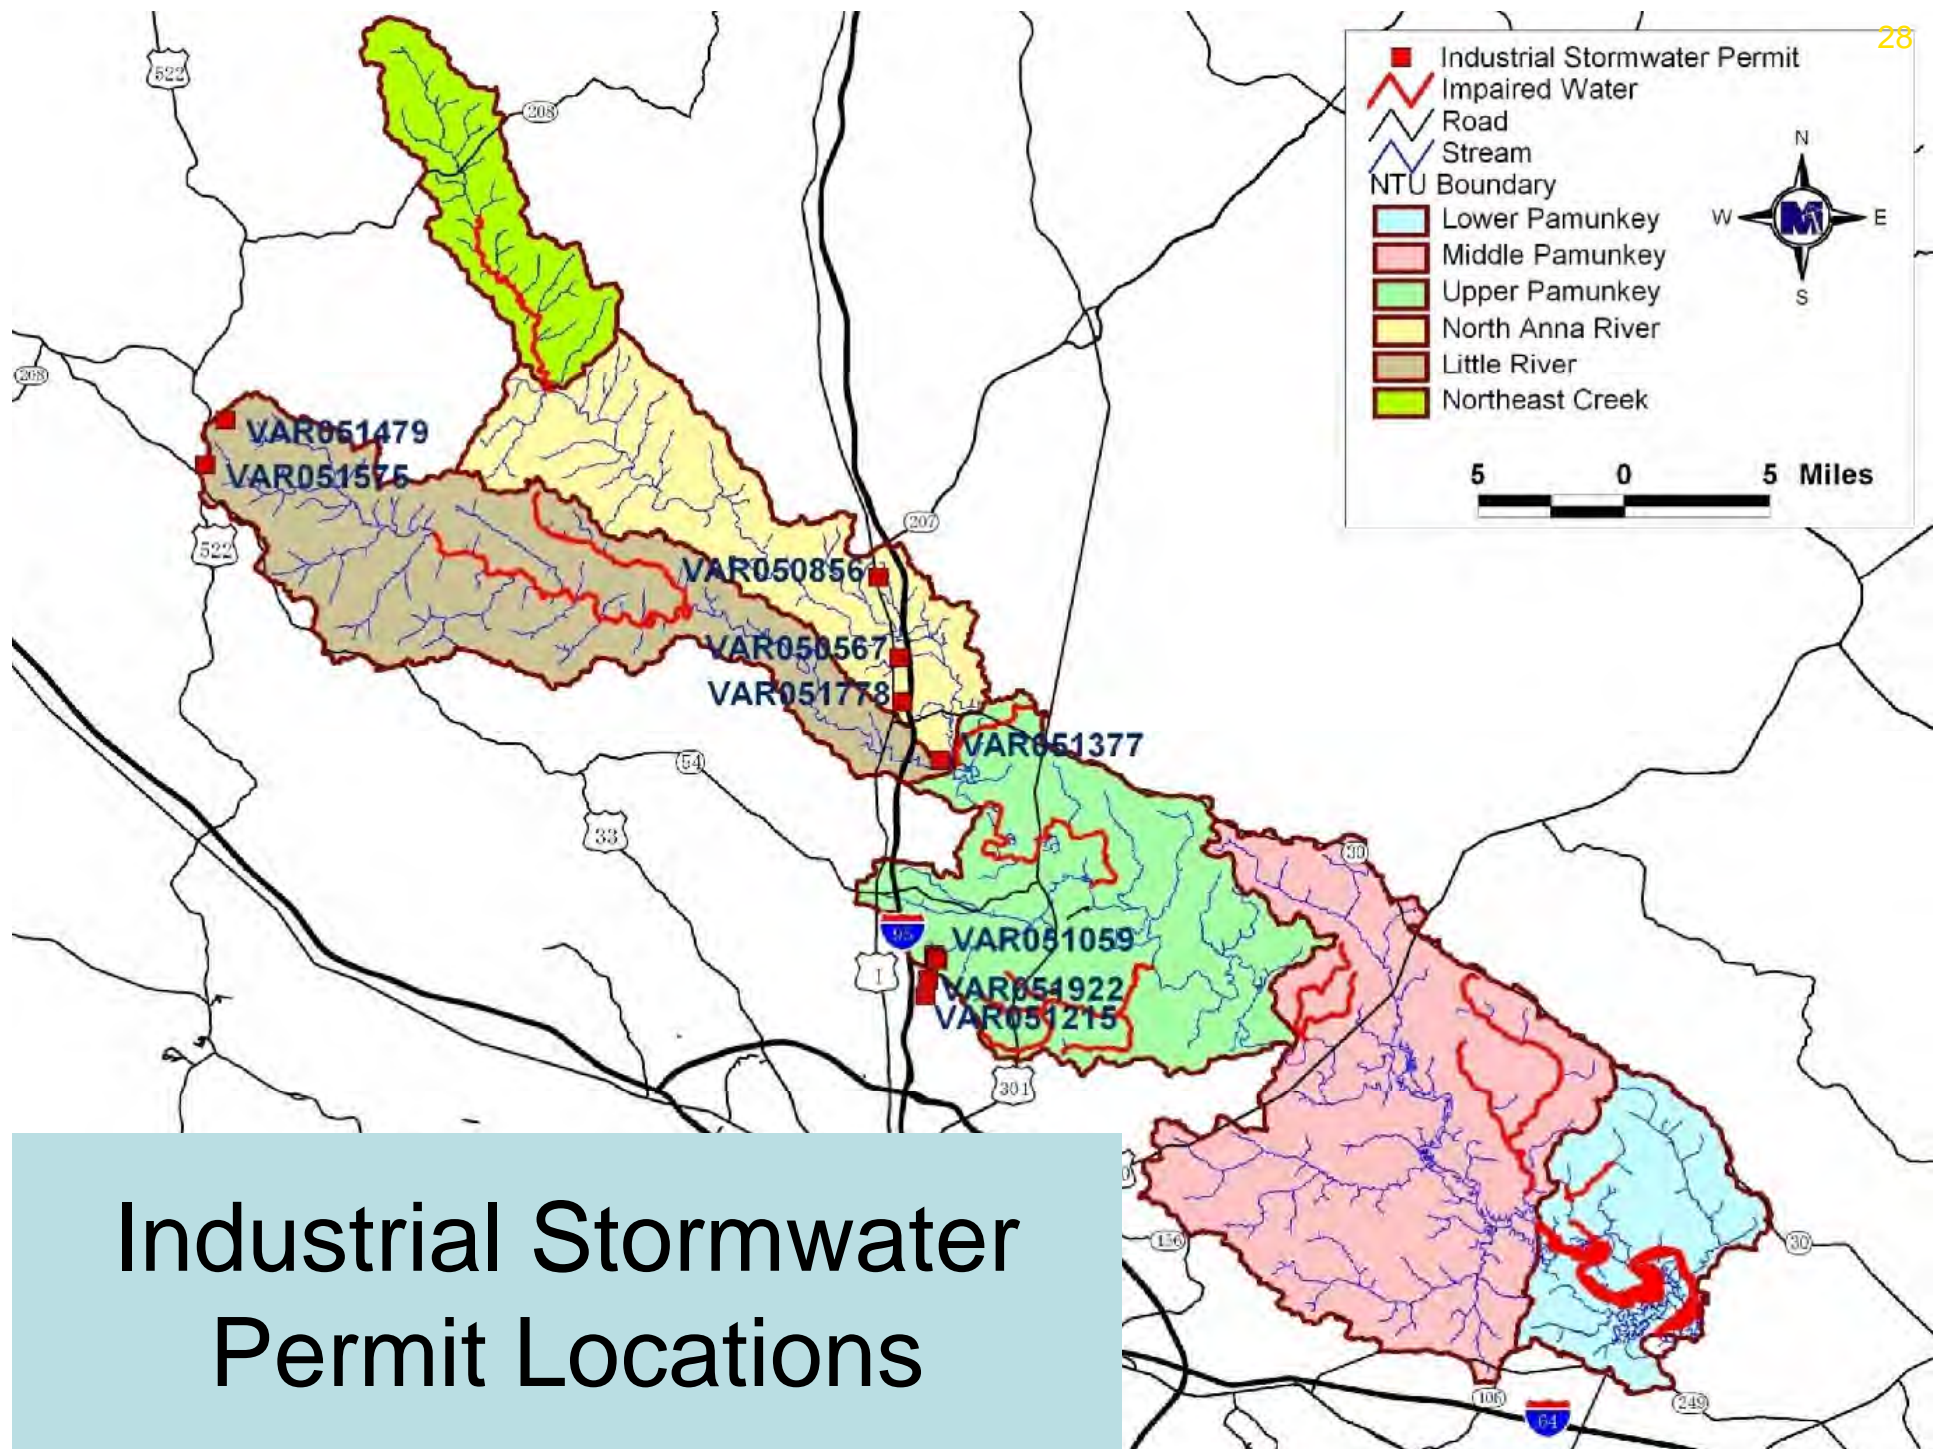 28
Industrial Stormwater Permit
Impaired Water
Road
Stream
NTU Boundary
Lower Pamunkey
Middle Pamunkey
Upper Pamunkey
North Anna River
Little River
Northeast Creek
N
W E
S
5 0 5 Miles
522
208
208
VAR051479
VAR051575
522
207
VAR050856
VAR050567
VAR051778
VAR051377
54
33
30
95
VAR051059
1
VAR051922
VAR051215
301
156
30
106
249
64
Industrial Stormwater
Permit Locations